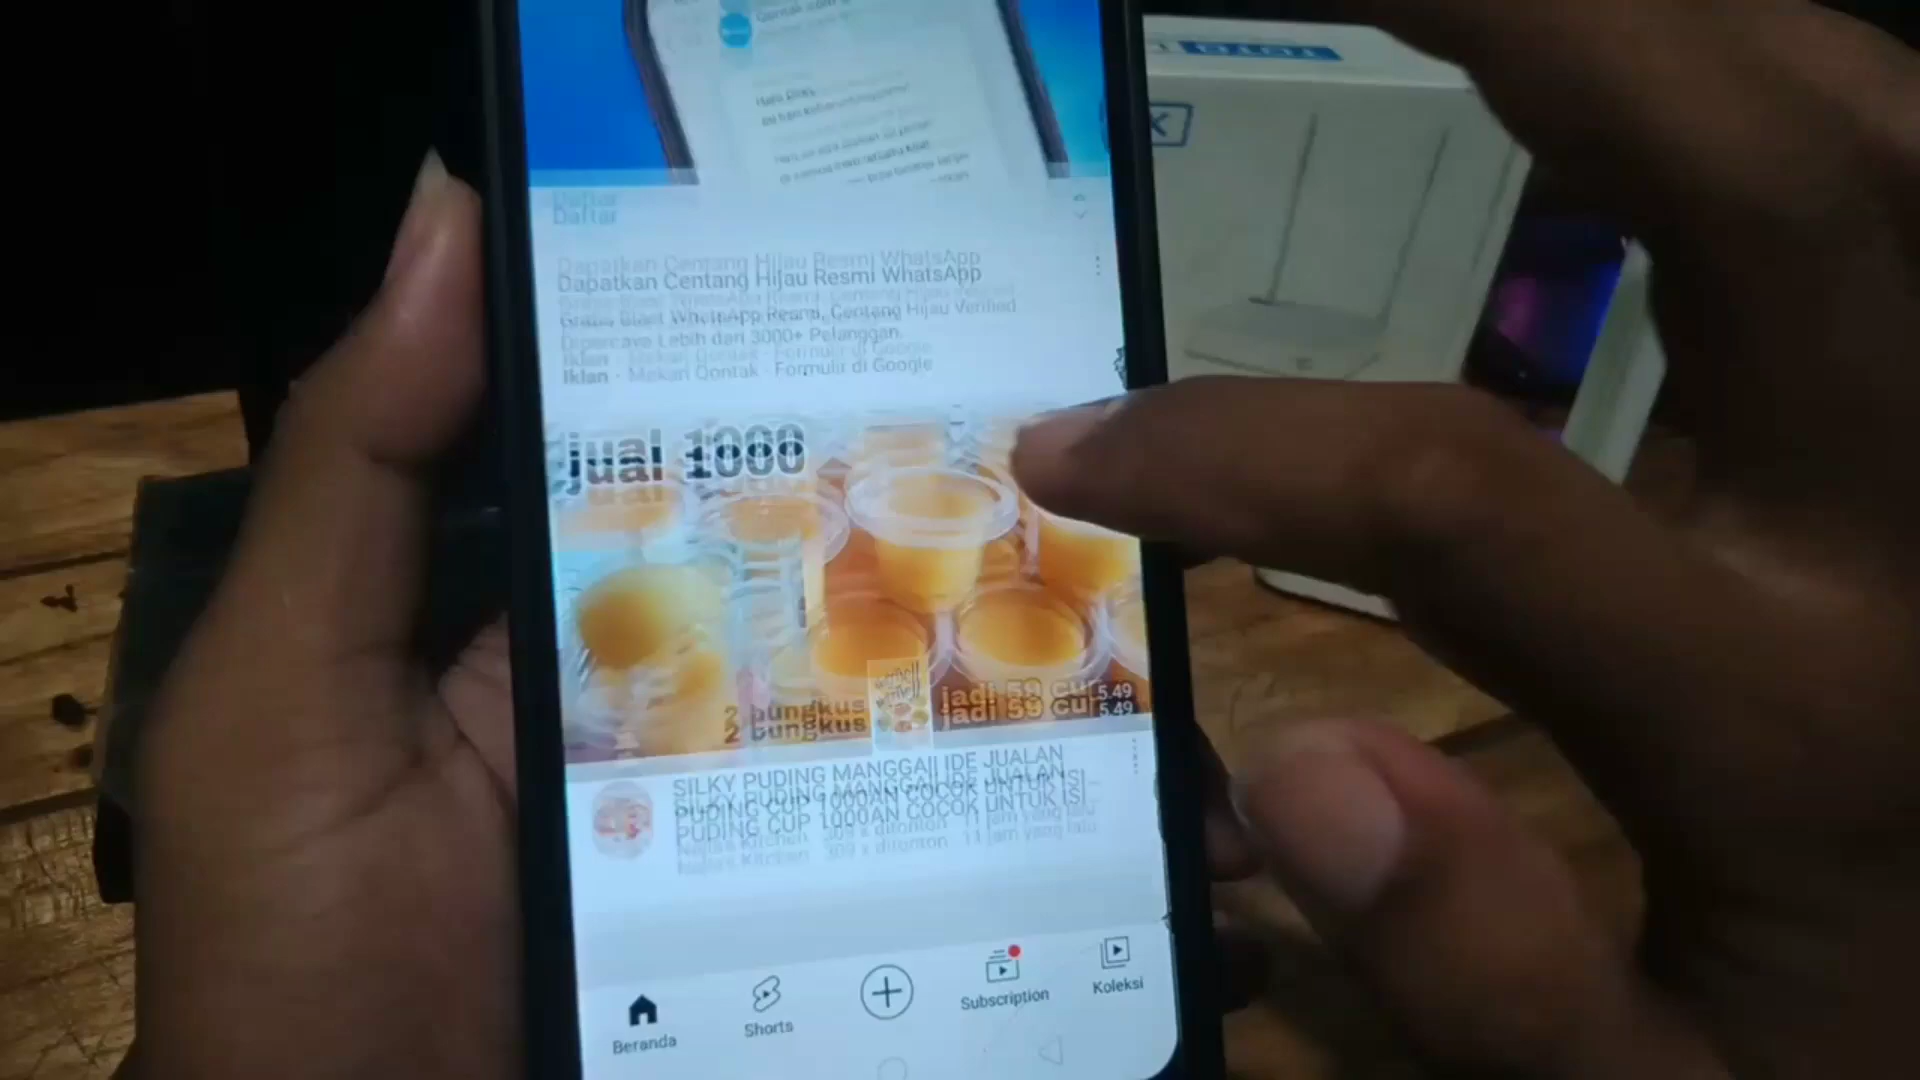 Daftar
Dapatkan Centang Hijau Resmi WhatsApp
Gratis Blast WhatsApp Resmi, Centang Hijau Verified
Dipercaya Lebih dari 3000+ Pelanggan.
Iklan - Mekari Qontak - Formulir di Google
jual 1000
2 bungkus
jadi 59 cup
5.49
SILKY PUDING MANGGA|| IDE JUALAN
PUDING CUP 1000AN COCOK UNTUK ISI
Kitchen 309 x ditonton 11 jam yang lalu
Beranda
Shorts
Subscription
Koleksi